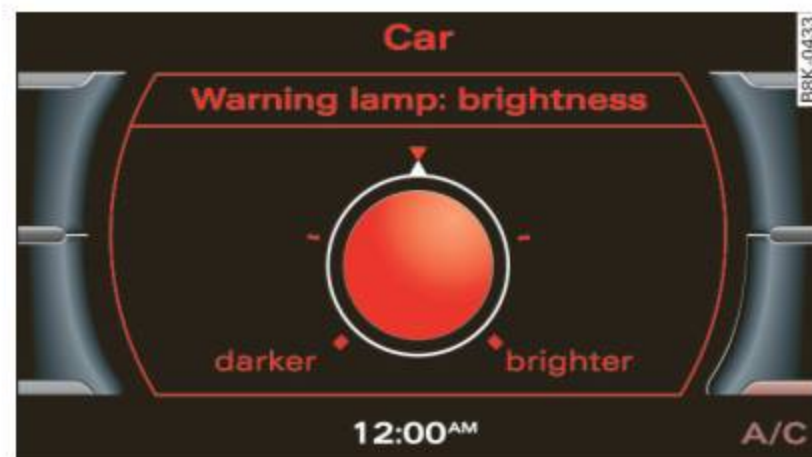 Car
B8K-0433
Warning lamp: brightness
darker
brighter
12:00AM
A/C